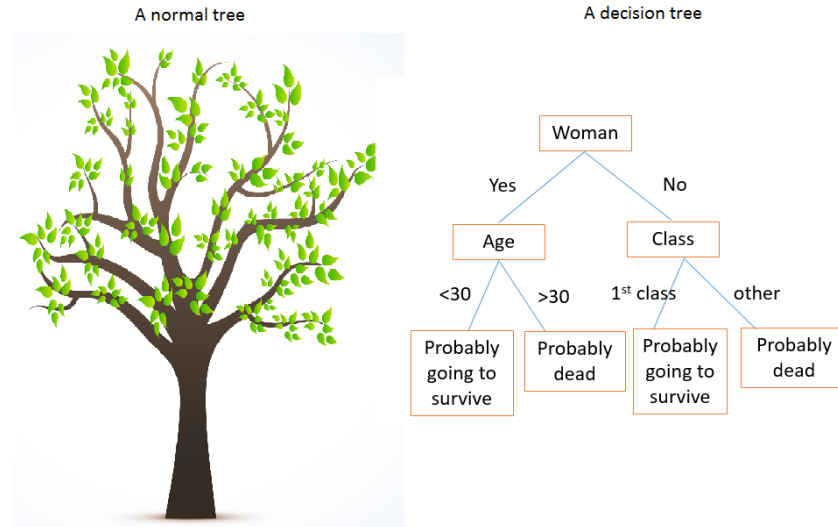 A normal tree
A decision tree
Woman
Yes
No
Age
Class
<30
>30
1st class
other
Probably
going to
survive
Probably
dead
Probably
going to
survive
Probably
dead